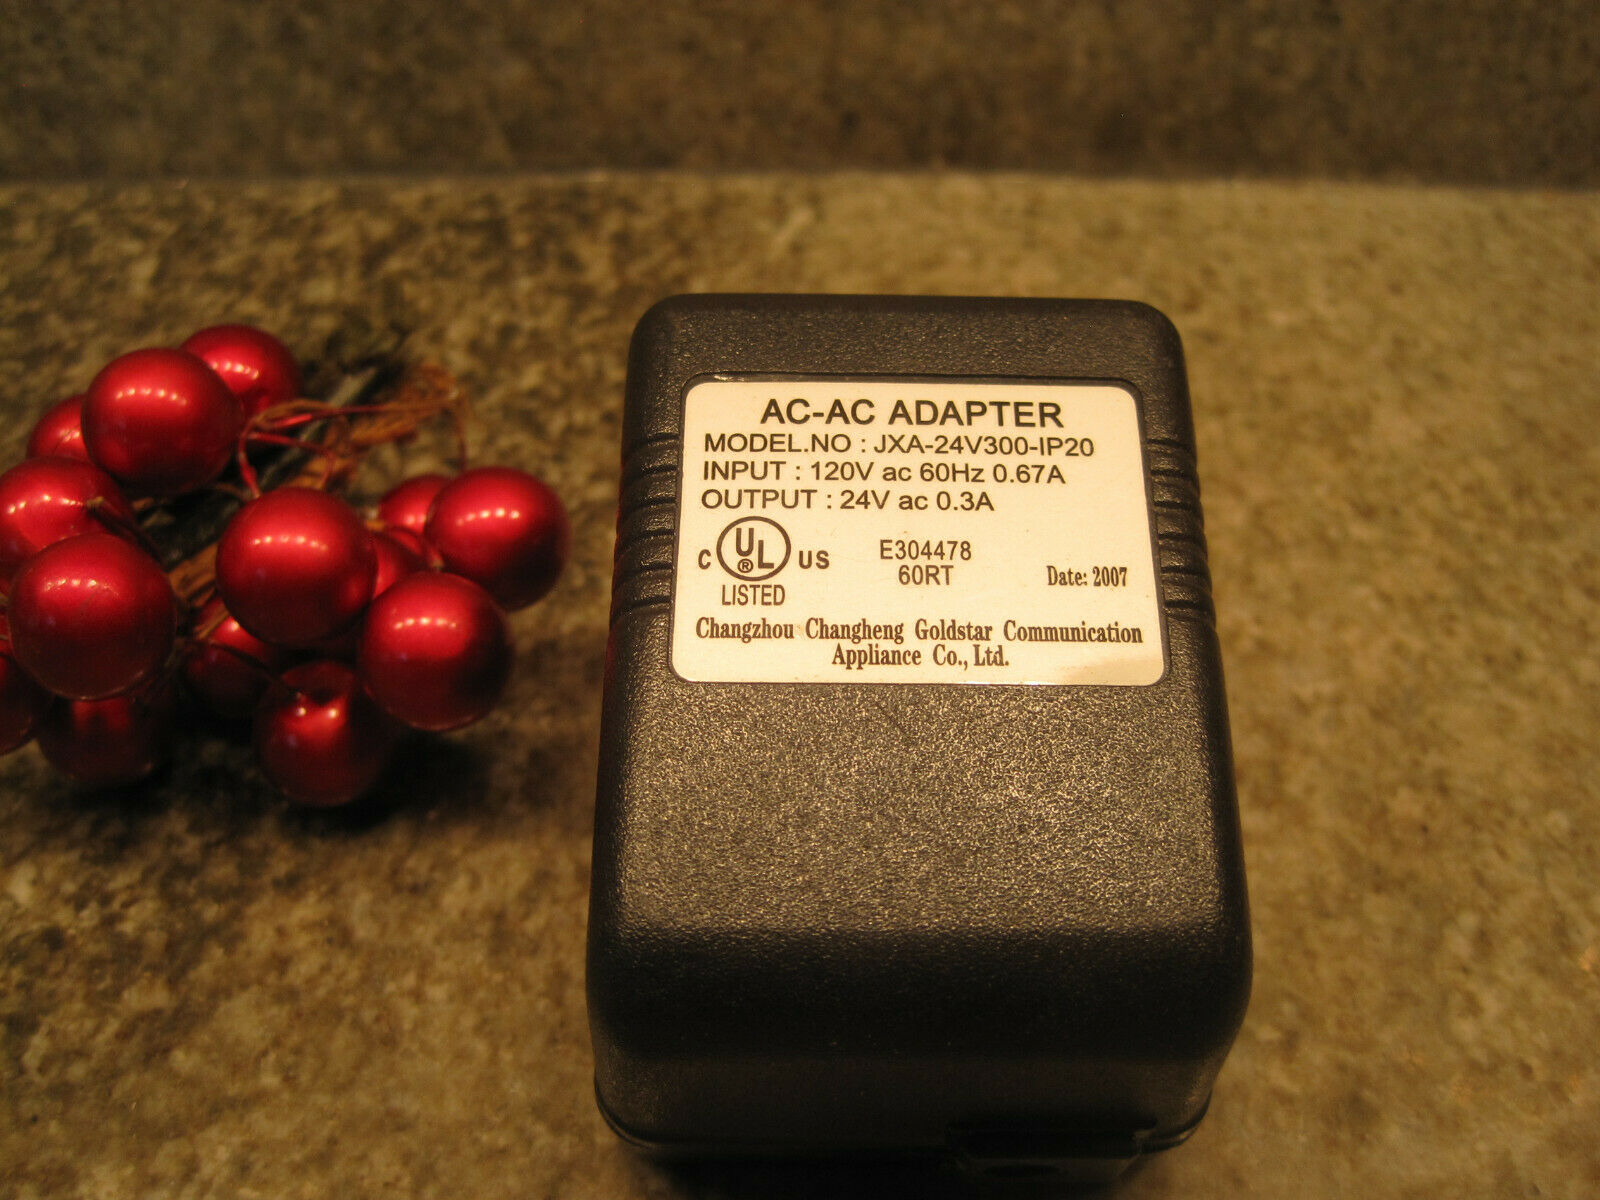 AC-AC ADAPTER
MODEL.NO : JXA-24V300-IP20
INPUT : 120V ac 60Hz 0.67A
OUTPUT : 24V ac 0.3A
C UL ® US E304478
LISTED 60RT Date: 2007
Changzhou Changheng Goldstar Communication
Appliance Co., Ltd.